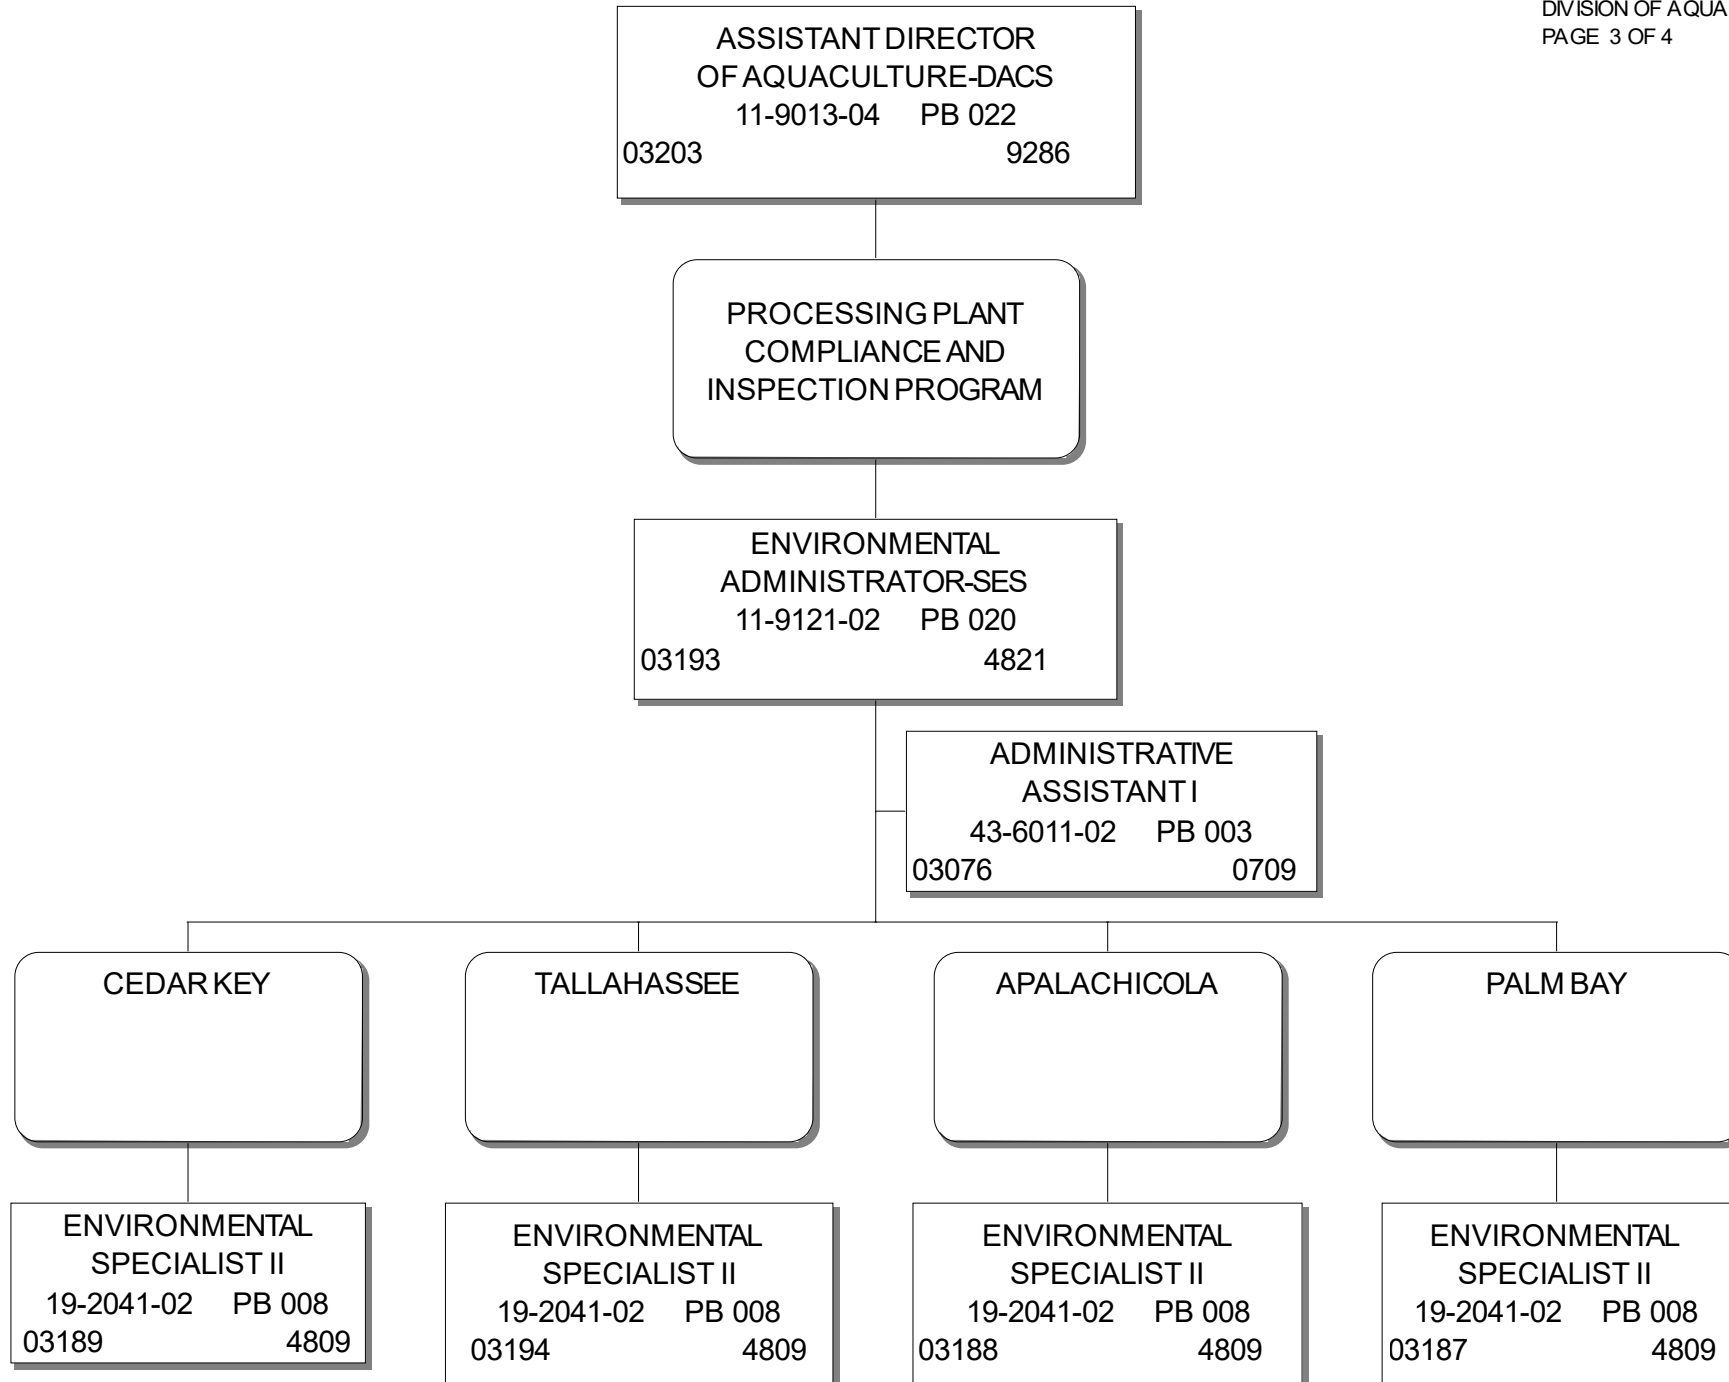 DIVISION OF AQUA
PAGE 3 OF 4
ASSISTANT DIRECTOR
OF AQUACULTURE-DACS
11-9013-04 PB 022
03203 9286
PROCESSING PLANT
COMPLIANCE AND
INSPECTION PROGRAM
ENVIRONMENTAL
ADMINISTRATOR-SES
11-9121-02 PB 020
03193 4821
ADMINISTRATIVE
ASSISTANT I
43-6011-02 PB 003
03076 0709
CEDAR KEY
TALLAHASSEE
APALACHICOLA
PALM BAY
ENVIRONMENTAL
SPECIALIST II
19-2041-02 PB 008
03189 4809
ENVIRONMENTAL
SPECIALIST II
19-2041-02 PB 008
03194 4809
ENVIRONMENTAL
SPECIALIST II
19-2041-02 PB 008
03188 4809
ENVIRONMENTAL
SPECIALIST II
19-2041-02 PB 008
03187 4809